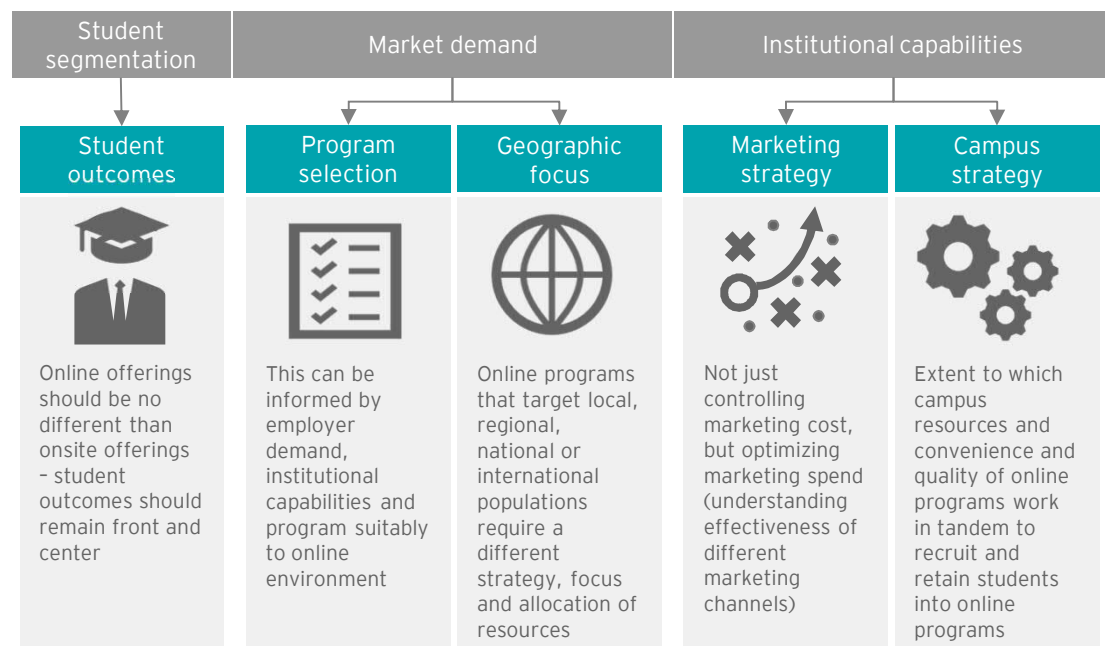 Student
segmentation
Market demand
Institutional capabilities
Student
outcomes
Program
selection
Geographic
focus
Marketing
strategy
Campus
strategy
Online offerings
should be no
different than
onsite offerings
– student
outcomes should
remain front and
center
This can be
informed by
employer
demand,
institutional
capabilities and
program suitably
to online
environment
Online programs
that target local,
regional,
national or
international
populations
require a
different
strategy, focus
and allocation of
resources
Not just
controlling
marketing cost,
but optimizing
marketing spend
(understanding
effectiveness of
different
marketing
channels)
Extent to which
campus
resources and
convenience and
quality of online
programs work
in tandem to
recruit and
retain students
into online
programs